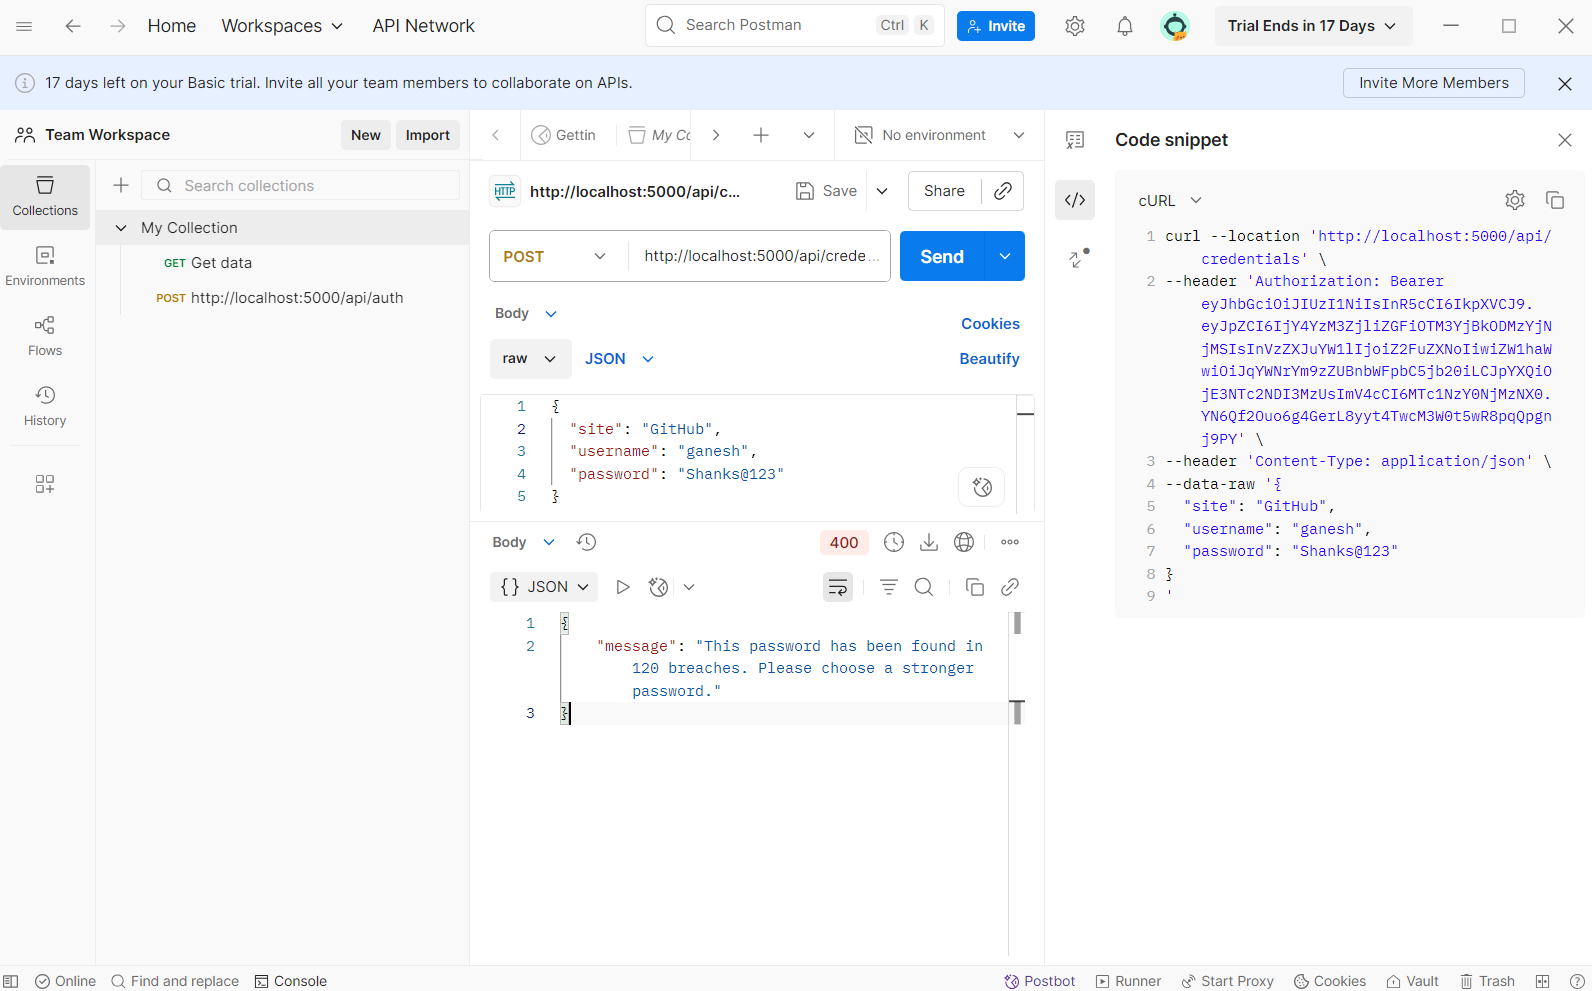 Home Workspaces API Network Search Postman Ctrl K Invite Trial Ends in 17 Days
17 days left on your Basic trial. Invite all your team members to collaborate on APIs. Invite More Members
Team Workspace New Import
Collections
Environments
Flows
History
Search collections
My Collection
GET Get data
POST http://localhost:5000/api/auth
Gettin My Co No environment
HTTP http://localhost:5000/api/c... Save Share
POST http://localhost:5000/api/crede... Send
Body Cookies
raw JSON Beautify
1 {
2 "site": "GitHub",
3 "username": "ganesh",
4 "password": "Shanks@123"
5 }
Body 400
{} JSON
1 {
2 "message": "This password has been found in
120 breaches. Please choose a stronger
password."
3 }
Code snippet
cURL
1 curl --location 'http://localhost:5000/api/
credentials' \
2 --header 'Authorization: Bearer
eyJhbGciOiJIUzI1NiIsInR5cCI6IkpXVCJ9.
eyJpZCI6IjY4YzM3ZjliZGFiOTM3YjBkODMzYjN
jMSIsInVzZXJuYW1lIjoiZ2FuZXNoIiwiZW1haW
wiOiJqYWNrYm9zZUBnbWFpbC5jb20iLCJpYXQiO
jE3NTc2NDI3MzUsImV4cCI6MTc1NzY0NjMzNX0.
YN6Qf2Ouo6g4GerL8yyt4TwcM3W0t5wR8pqQpgn
j9PY' \
3 --header 'Content-Type: application/json' \
4 --data-raw '{
5 "site": "GitHub",
6 "username": "ganesh",
7 "password": "Shanks@123"
8 }
9 '
Online Find and replace Console Postbot Runner Start Proxy Cookies Vault Trash